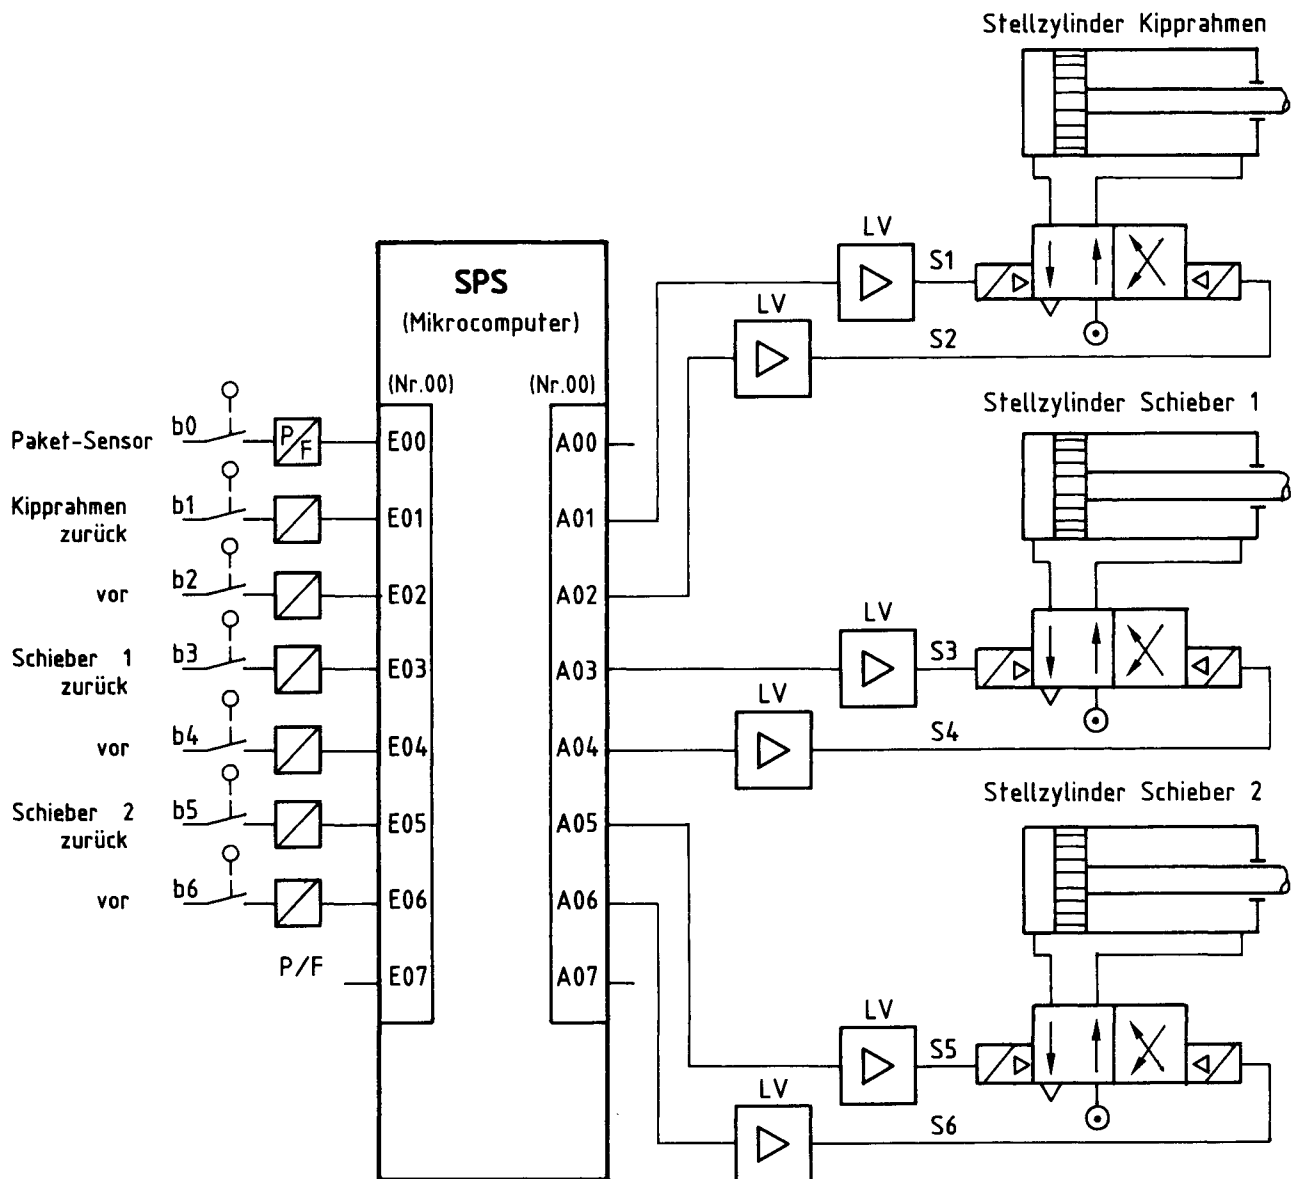 Stellzylinder Kipprahmen
LV
S1
LV
S2
SPS
(Mikrocomputer)
(Nr.00) (Nr.00)
Paket-Sensor b0 P/F E00 A00
Kipprahmen
zurück b1 E01 A01
vor b2 E02 A02
Schieber 1
zurück b3 E03 A03
vor b4 E04 A04
Schieber 2
zurück b5 E05 A05
vor b6 E06 A06
P/F E07 A07
Stellzylinder Schieber 1
LV
S3
LV
S4
Stellzylinder Schieber 2
LV
S5
LV
S6